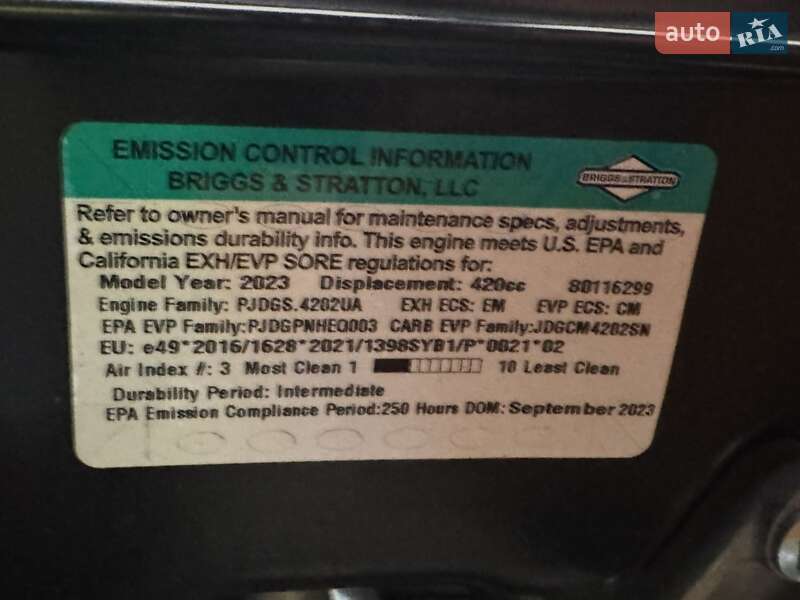 auto RIA.com
EMISSION CONTROL INFORMATION
BRIGGS & STRATTON, LLC
BRIGGS & STRATTON
Refer to owner's manual for maintenance specs, adjustments,
& emissions durability info. This engine meets U.S. EPA and
California EXH/EVP SORE regulations for:
Model Year: 2023 Displacement: 420cc 80116299
Engine Family: PJDGS.4202UA EXH ECS: EM EVP ECS: CM
EPA EVP Family:PJDGPNHEQ003 CARB EVP Family:JDGCM4202SN
EU: e49*2016/1628*2021/1398SYB1/P*0021*02
Air Index #: 3 Most Clean 1 10 Least Clean
Durability Period: Intermediate
EPA Emission Compliance Period:250 Hours DOM: September 2023